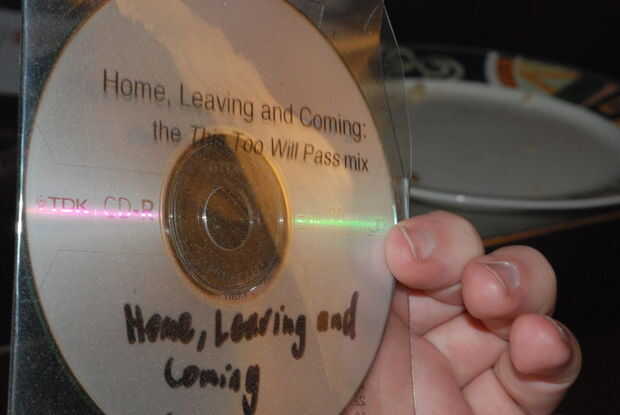 Home, Leaving and Coming:
the This Too Will Pass mix
TDK CD-R
Home, Leaving and
Coming